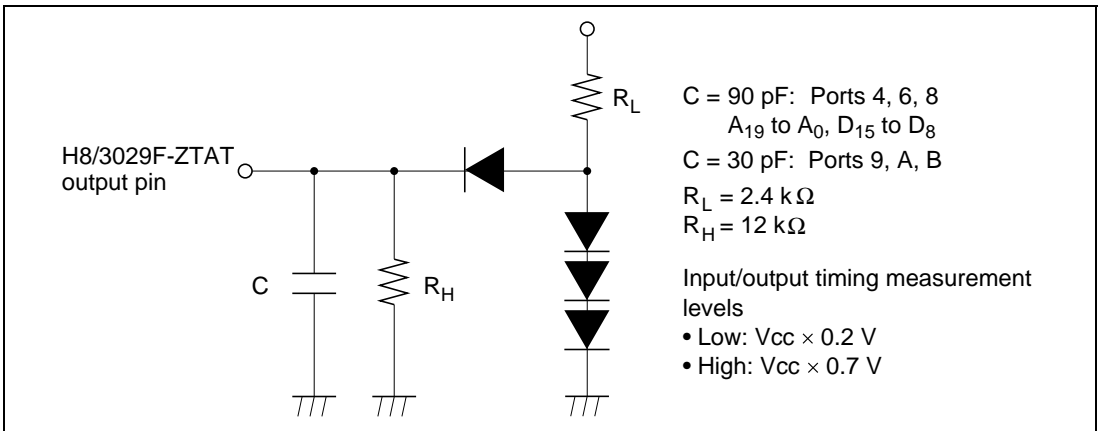 R_L
H8/3029F-ZTAT
output pin
C
R_H
C = 90 pF: Ports 4, 6, 8
A₁₉ to A₀, D₁₅ to D₈
C = 30 pF: Ports 9, A, B
R_L = 2.4 kΩ
R_H = 12 kΩ
Input/output timing measurement
levels
• Low: Vcc × 0.2 V
• High: Vcc × 0.7 V